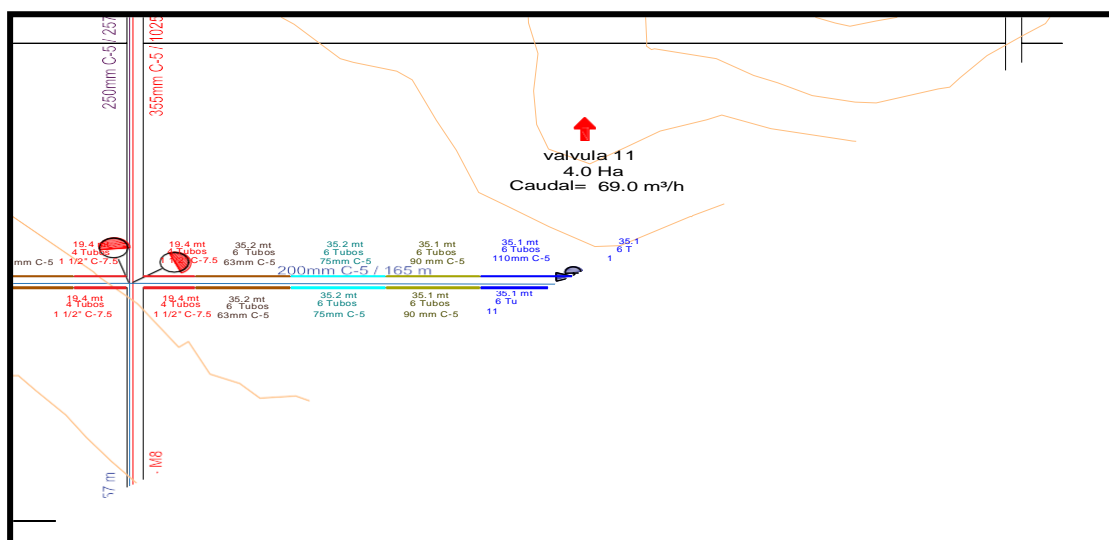 250mm C-5 / 257
355mm C-5 / 1025
valvula 11
4.0 Ha
Caudal= 69.0 m³/h
19.4 mt
4 Tubos
1 1/2" C-7.5
19.4 mt
Tubos
1/2" C-7.5
35.2 mt
6 Tubos
63mm C-5
35.2 mt
6 Tubos
75mm C-5
35.1 mt
6 Tubos
90mm C-5
35.1 mt
6 Tubos
110mm C-5
35.1
6 T
1
mm C-5
200mm C-5 / 165 m
19.4 mt
4 Tubos
1 1/2" C-7.5
19.4 mt
4 Tubos
1 1/2" C-7.5
35.2 mt
6 Tubos
63mm C-5
35.2 mt
6 Tubos
75mm C-5
35.1 mt
6 Tubos
90 mm C-5
35.1 mt
6 Tu
11
57 m
- M8